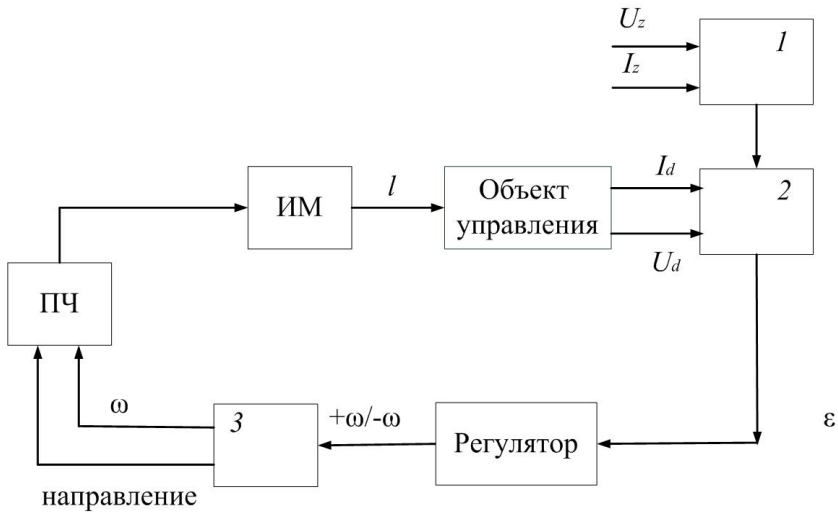 Uz
1
Iz
ИМ
l
Объект
управления
Id
2
Ud
ПЧ
ω
3
+ω/-ω
Регулятор
ε
направление